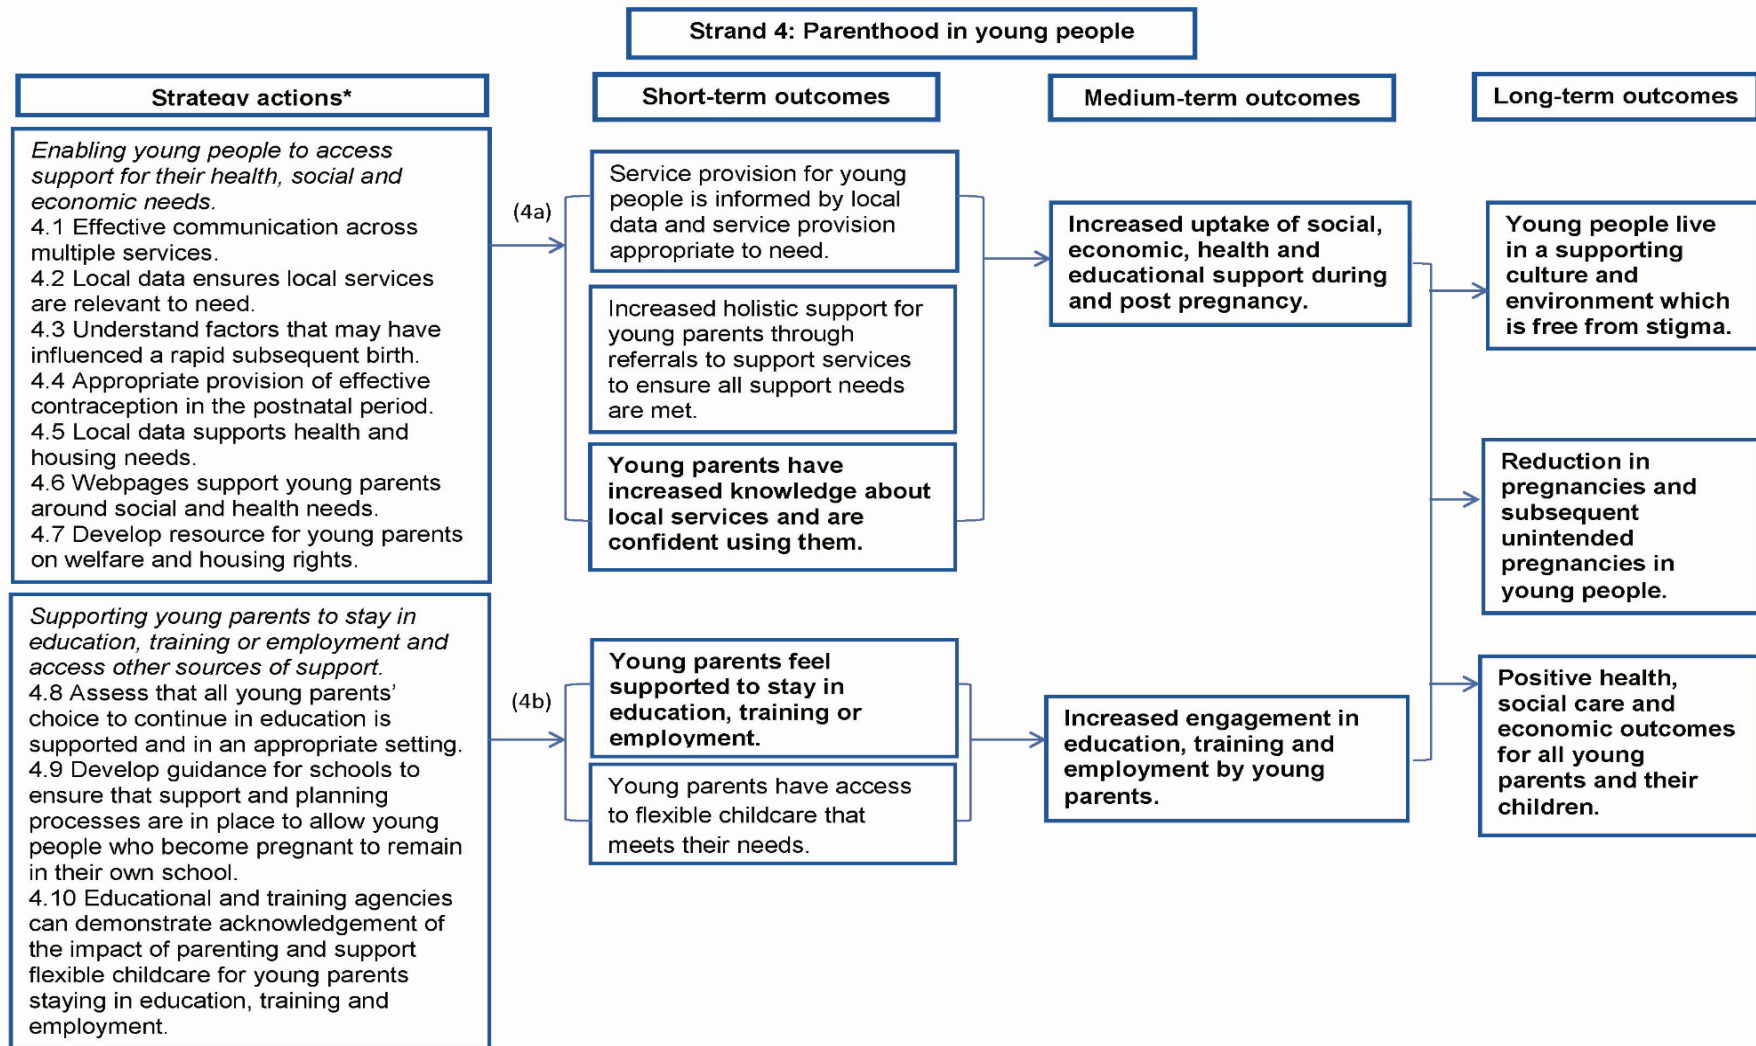 Strand 4: Parenthood in young people
Strategy actions*
Short-term outcomes
Medium-term outcomes
Long-term outcomes
Enabling young people to access
support for their health, social and
economic needs.
4.1 Effective communication across
multiple services.
4.2 Local data ensures local services
are relevant to need.
4.3 Understand factors that may have
influenced a rapid subsequent birth.
4.4 Appropriate provision of effective
contraception in the postnatal period.
4.5 Local data supports health and
housing needs.
4.6 Webpages support young parents
around social and health needs.
4.7 Develop resource for young parents
on welfare and housing rights.
(4a)
Service provision for young
people is informed by local
data and service provision
appropriate to need.
Increased holistic support for
young parents through
referrals to support services
to ensure all support needs
are met.
Young parents have
increased knowledge about
local services and are
confident using them.
Increased uptake of social,
economic, health and
educational support during
and post pregnancy.
Young people live
in a supporting
culture and
environment which
is free from stigma.
Reduction in
pregnancies and
subsequent
unintended
pregnancies in
young people.
Supporting young parents to stay in
education, training or employment and
access other sources of support.
4.8 Assess that all young parents’
choice to continue in education is
supported and in an appropriate setting.
4.9 Develop guidance for schools to
ensure that support and planning
processes are in place to allow young
people who become pregnant to remain
in their own school.
4.10 Educational and training agencies
can demonstrate acknowledgement of
the impact of parenting and support
flexible childcare for young parents
staying in education, training and
employment.
(4b)
Young parents feel
supported to stay in
education, training or
employment.
Young parents have access
to flexible childcare that
meets their needs.
Increased engagement in
education, training and
employment by young
parents.
Positive health,
social care and
economic outcomes
for all young
parents and their
children.